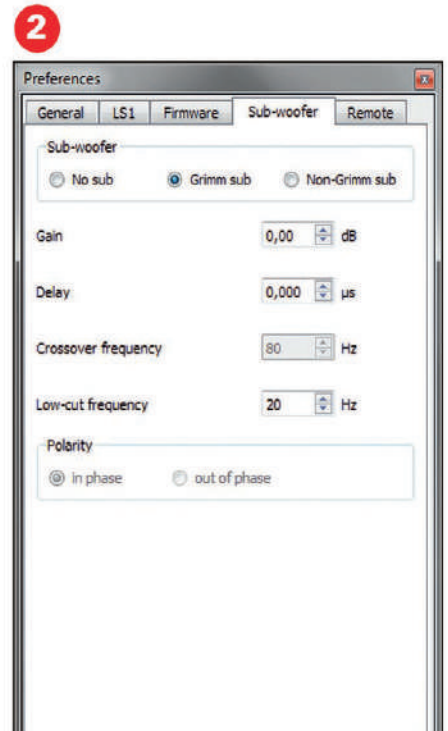 2
Preferences
General LS1 Firmware Sub-woofer Remote
Sub-woofer
No sub Grimm sub Non-Grimm sub
Gain 0,00 dB
Delay 0,000 µs
Crossover frequency 80 Hz
Low-cut frequency 20 Hz
Polarity
in phase out of phase